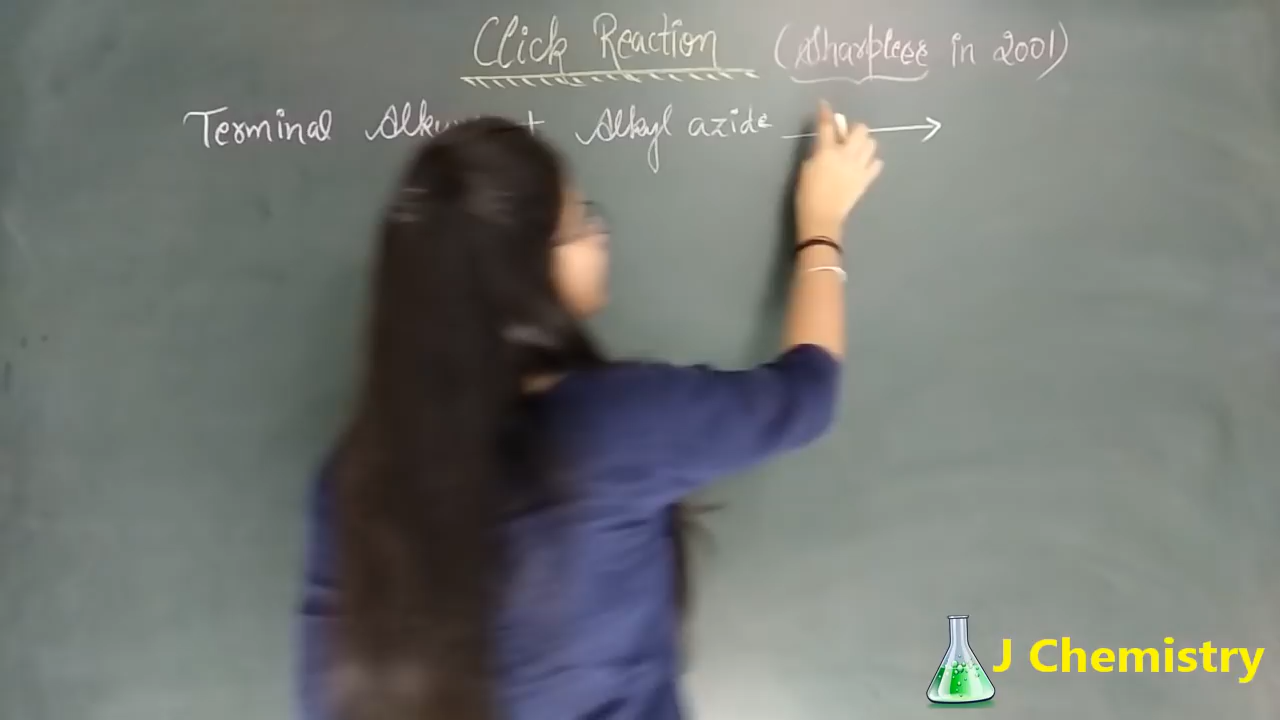 Click Reaction (Sharpless in 2001)
Terminal + Alkyl azide →
J Chemistry